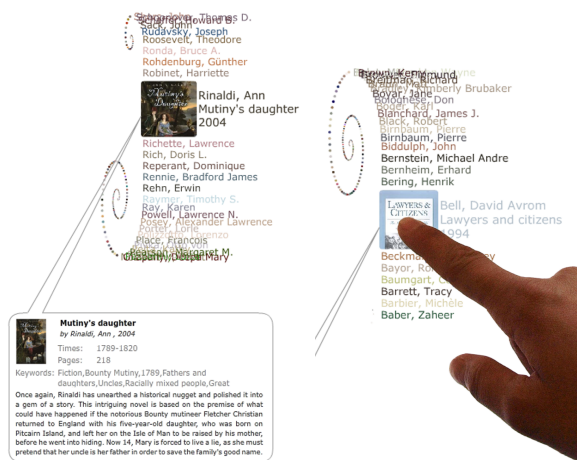 Rudavsky, Joseph
Roosevelt, Theodore
Ronda, Bruce A.
Rohdenburg, Günther
Robinet, Harriette
Rinaldi, Ann
Mutiny's daughter
2004
Richette, Lawrence
Rich, Doris L.
Reperant, Dominique
Rennie, Bradford James
Rehn, Erwin
Raymer, Timothy S.
Ray, Karen
Powell, Lawrence N.
Posey, Alexander Lawrence
Porter, Lorle
Place, François
Mutiny's daughter
by Rinaldi, Ann , 2004
Times: 1789-1820
Pages: 218
Keywords: Fiction,Bounty Mutiny,1789,Fathers and
daughters,Uncles,Racially mixed people,Great
Once again, Rinaldi has unearthed a historical nugget and polished it into
a gem of a story. This intriguing novel is based on the premise of what
could have happened if the notorious Bounty mutineer Fletcher Christian
returned to England with his five-year-old daughter, who was born on
Pitcairn Island, and left her on the Isle of Man to be raised by his mother,
before he went into hiding. Now 14, Mary is forced to live a lie, as she must
pretend that her uncle is her father in order to save the family's good name.
Boyar, Jane
Bologhese, Don
Boger, Karl
Blanchard, James J.
Black, Robert
Birnbaum, Pierre
Birnbaum, Pierre
Biddulph, John
Bernstein, Michael Andre
Bernheim, Erhard
Bering, Henrik
LAWYERS &
CITIZENS
Bell, David Avrom
Lawyers and citizens
1994
Barrett, Tracy
Barbier, Michèle
Baber, Zaheer